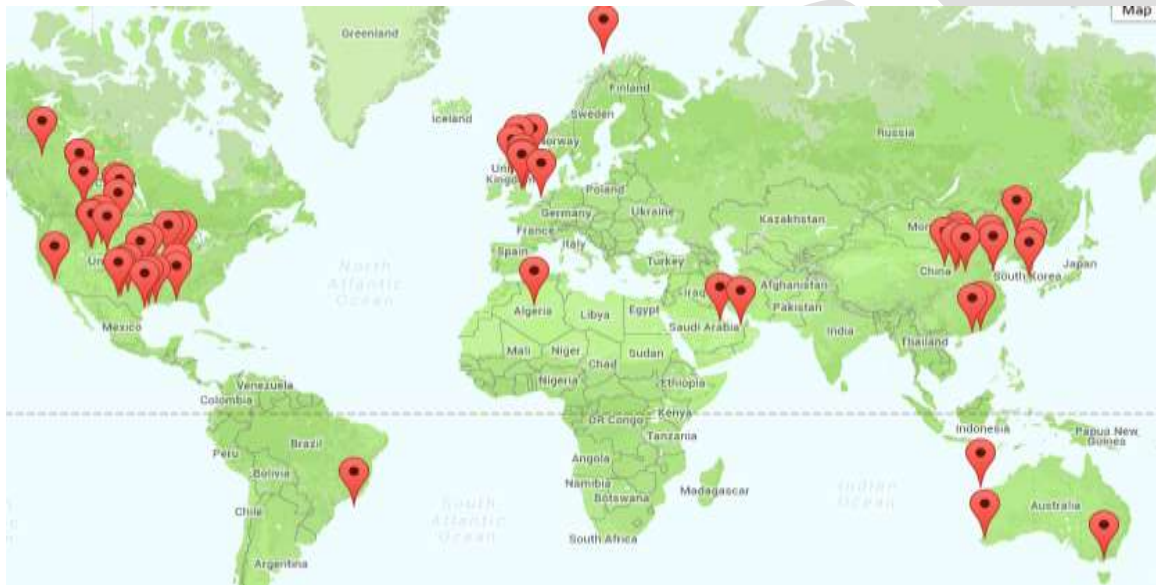 Map
Greenland
Finland
Iceland
Sweden
Russia
Norway
United
Kingdom
Poland
Germany
Ukraine
Kazakhstan
France
Italy
Spain
Turkey
China
South Korea
Japan
North
Atlantic
Ocean
Iraq
Afghanistan
Algeria
Libya
Egypt
Pakistan
Saudi Arabia
India
Mexico
Mali
Niger
Sudan
Chad
Thailand
Nigeria
Ethiopia
Venezuela
Colombia
DR Congo
Kenya
Tanzania
Indonesia
Papua New
Guinea
Brazil
Peru
Bolivia
Angola
Namibia
Botswana
Madagascar
Indian
Ocean
Australia
Chile
South
Atlantic
Ocean
South Africa
Argentina